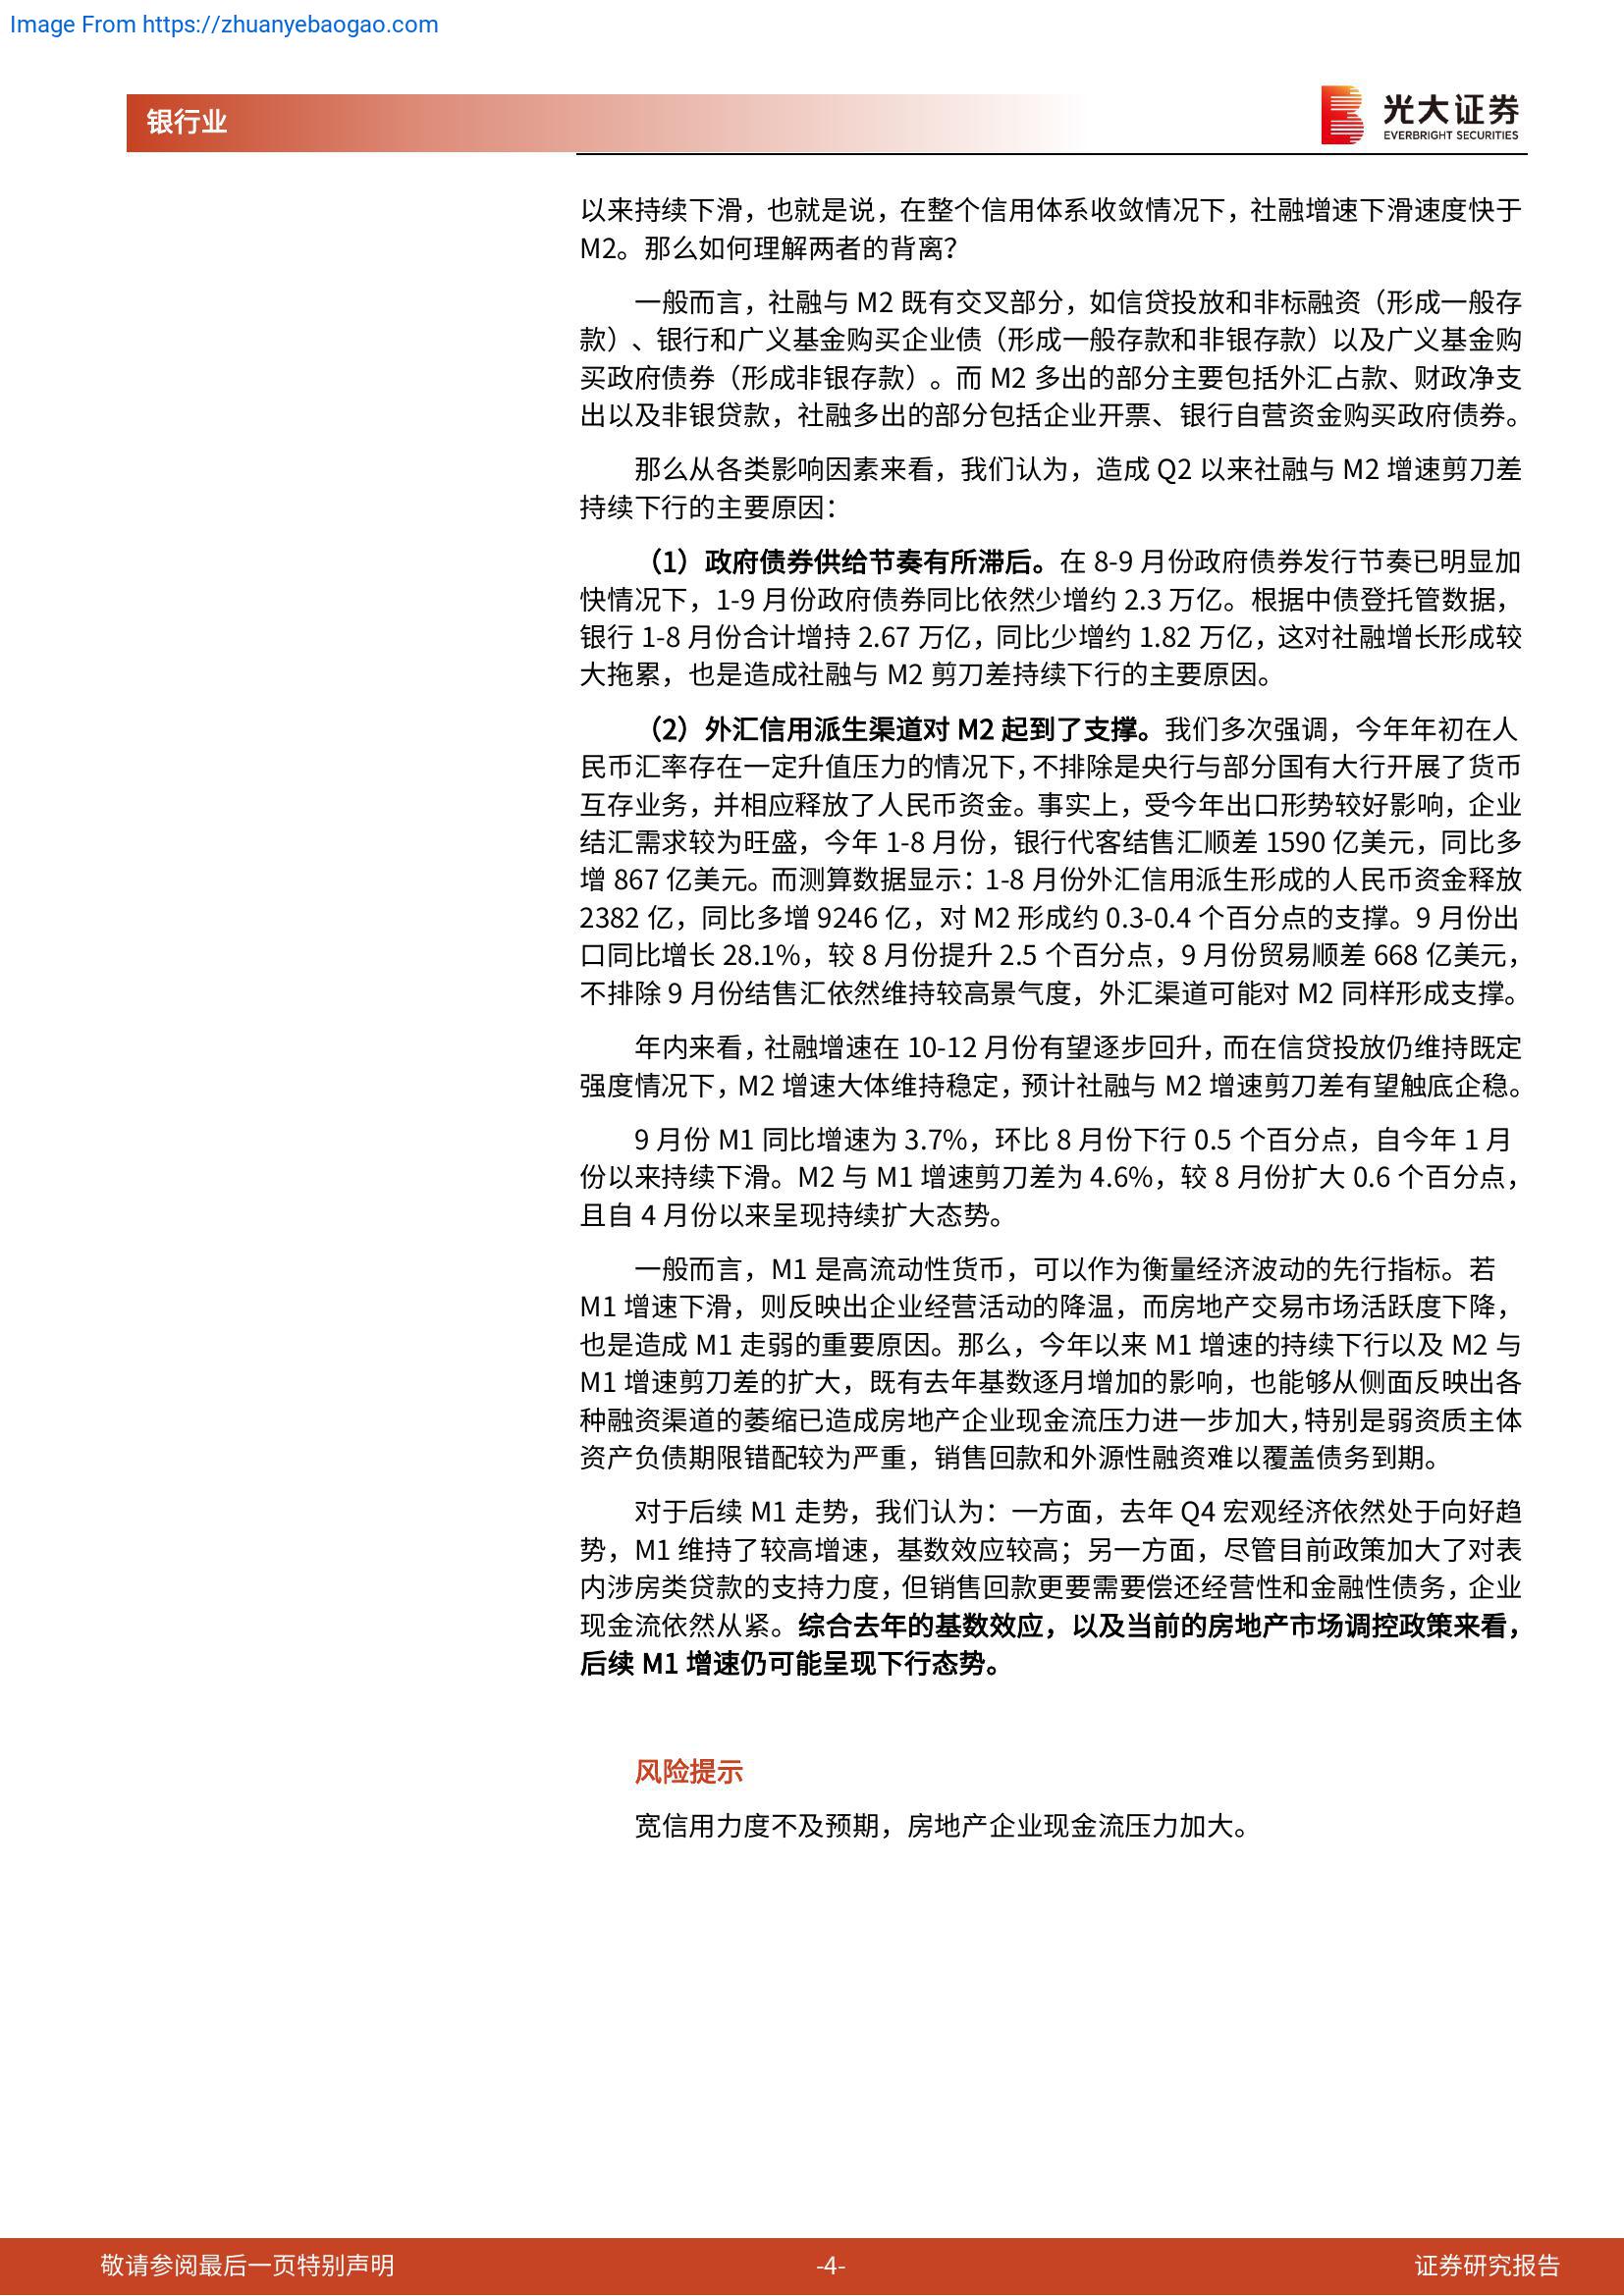 Image From https://zhuanyebaogao.com
银行业
光大证券
EVERBRIGHT SECURITIES
以来持续下滑，也就是说，在整个信用体系收敛情况下，社融增速下滑速度快于
M2。那么如何理解两者的背离？
一般而言，社融与 M2 既有交叉部分，如信贷投放和非标融资（形成一般存
款）、银行和广义基金购买企业债（形成一般存款和非银存款）以及广义基金购
买政府债券（形成非银存款）。而 M2 多出的部分主要包括外汇占款、财政净支
出以及非银贷款，社融多出的部分包括企业开票、银行自营资金购买政府债券。
那么从各类影响因素来看，我们认为，造成 Q2 以来社融与 M2 增速剪刀差
持续下行的主要原因：
（1）政府债券供给节奏有所滞后。在 8-9 月份政府债券发行节奏已明显加
快情况下，1-9 月份政府债券同比依然少增约 2.3 万亿。根据中债登托管数据，
银行 1-8 月份合计增持 2.67 万亿，同比少增约 1.82 万亿，这对社融增长形成较
大拖累，也是造成社融与 M2 剪刀差持续下行的主要原因。
（2）外汇信用派生渠道对 M2 起到了支撑。我们多次强调，今年年初在人
民币汇率存在一定升值压力的情况下，不排除是央行与部分国有大行开展了货币
互存业务，并相应释放了人民币资金。事实上，受今年出口形势较好影响，企业
结汇需求较为旺盛，今年 1-8 月份，银行代客结售汇顺差 1590 亿美元，同比多
增 867 亿美元。而测算数据显示：1-8 月份外汇信用派生形成的人民币资金释放
2382 亿，同比多增 9246 亿，对 M2 形成约 0.3-0.4 个百分点的支撑。9 月份出
口同比增长 28.1%，较 8 月份提升 2.5 个百分点，9 月份贸易顺差 668 亿美元，
不排除 9 月份结售汇依然维持较高景气度，外汇渠道可能对 M2 同样形成支撑。
年内来看，社融增速在 10-12 月份有望逐步回升，而在信贷投放仍维持既定
强度情况下，M2 增速大体维持稳定，预计社融与 M2 增速剪刀差有望触底企稳。
9 月份 M1 同比增速为 3.7%，环比 8 月份下行 0.5 个百分点，自今年 1 月
份以来持续下滑。M2 与 M1 增速剪刀差为 4.6%，较 8 月份扩大 0.6 个百分点，
且自 4 月份以来呈现持续扩大态势。
一般而言，M1 是高流动性货币，可以作为衡量经济波动的先行指标。若
M1 增速下滑，则反映出企业经营活动的降温，而房地产交易市场活跃度下降，
也是造成 M1 走弱的重要原因。那么，今年以来 M1 增速的持续下行以及 M2 与
M1 增速剪刀差的扩大，既有去年基数逐月增加的影响，也能够从侧面反映出各
种融资渠道的萎缩已造成房地产企业现金流压力进一步加大，特别是弱资质主体
资产负债期限错配较为严重，销售回款和外源性融资难以覆盖债务到期。
对于后续 M1 走势，我们认为：一方面，去年 Q4 宏观经济依然处于向好趋
势，M1 维持了较高增速，基数效应较高；另一方面，尽管目前政策加大了对表
内涉房类贷款的支持力度，但销售回款更要需要偿还经营性和金融性债务，企业
现金流依然从紧。综合去年的基数效应，以及当前的房地产市场调控政策来看，
后续 M1 增速仍可能呈现下行态势。
风险提示
宽信用力度不及预期，房地产企业现金流压力加大。
敬请参阅最后一页特别声明
-4-
证券研究报告